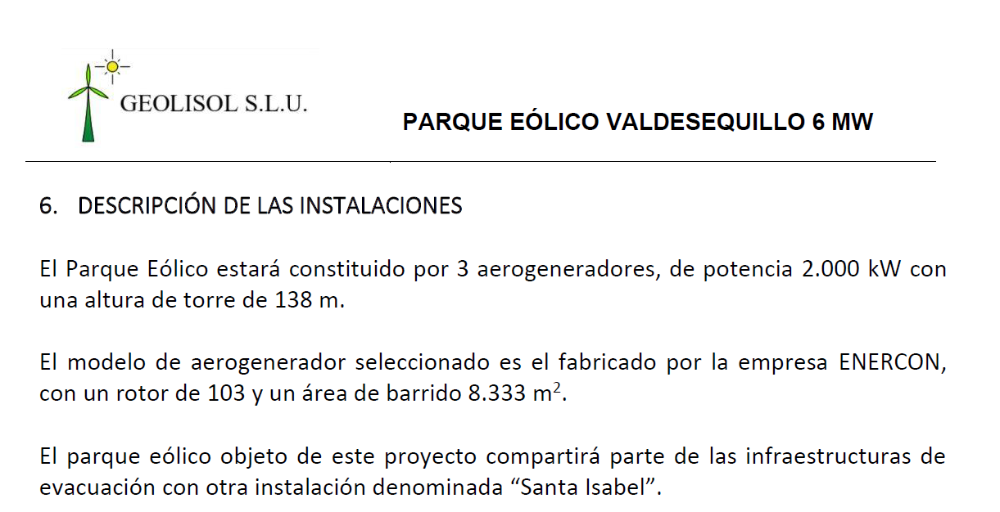 GEOLISOL S.L.U.
PARQUE EÓLICO VALDESEQUILLO 6 MW
6. DESCRIPCIÓN DE LAS INSTALACIONES
El Parque Eólico estará constituido por 3 aerogeneradores, de potencia 2.000 kW con
una altura de torre de 138 m.
El modelo de aerogenerador seleccionado es el fabricado por la empresa ENERCON,
con un rotor de 103 y un área de barrido 8.333 m².
El parque eólico objeto de este proyecto compartirá parte de las infraestructuras de
evacuación con otra instalación denominada “Santa Isabel”.